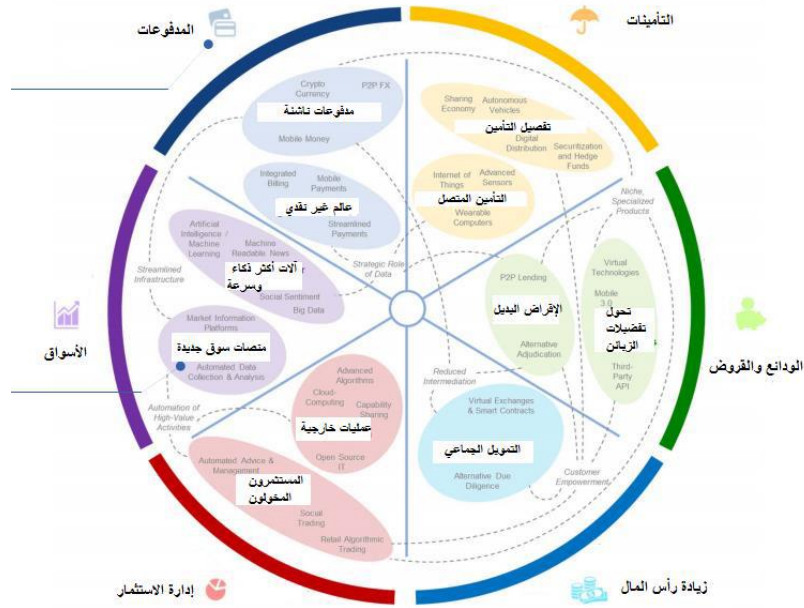 المدفوعات
التأمينات
Crypto
Currency
P2P FX
مدفوعات ناشئة
Mobile Money
Sharing
Economy
Autonomous
Vehicles
تفصيل التأمين
Digital
Distribution
Securitization
and Hedge
Funds
Integrated
Billing
Mobile
Payments
عالم غير نقدي
Streamlined
Payments
Internet of
Things
Advanced
Sensors
التأمين المتصل
Wearable
Computers
Niche,
Specialized
Products
Artificial
Intelligence /
Machine
Learning
Machine
Readable News
آلات أكثر ذكاء
وسرعة
Social Sentiment
Big Data
Strategic Role
of Data
Streamlined
Infrastructure
P2P Lending
الإقراض البديل
Alternative
Adjudication
Virtual
Technologies
Mobile
3.0
تحول
تفضيلات
الزبائن
Third-
Party
API
الأسواق
Market Information
Platforms
منصات سوق جديدة
Automated Data
Collection & Analysis
الودائع والقروض
Automation of
High-Value
Activities
Advanced
Algorithms
Cloud-
Computing
Capability
Sharing
عمليات خارجية
Open Source
IT
Reduced
Intermediation
Virtual Exchanges
& Smart Contracts
التمويل الجماعي
Alternative Due
Diligence
Customer
Empowerment
Automated Advice &
Management
المستثمرون
المخولون
Social
Trading
Retail Algorithmic
Trading
إدارة الاستثمار
زيادة رأس المال